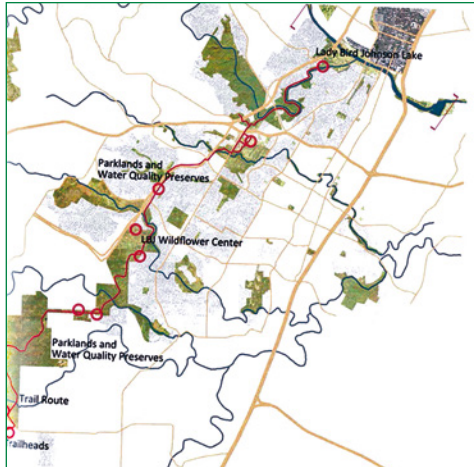 Lady Bird Johnson Lake
Parklands and
Water Quality Preserves
LBJ Wildflower Center
Parklands and
Water Quality Preserves
Trail Route
Trailheads